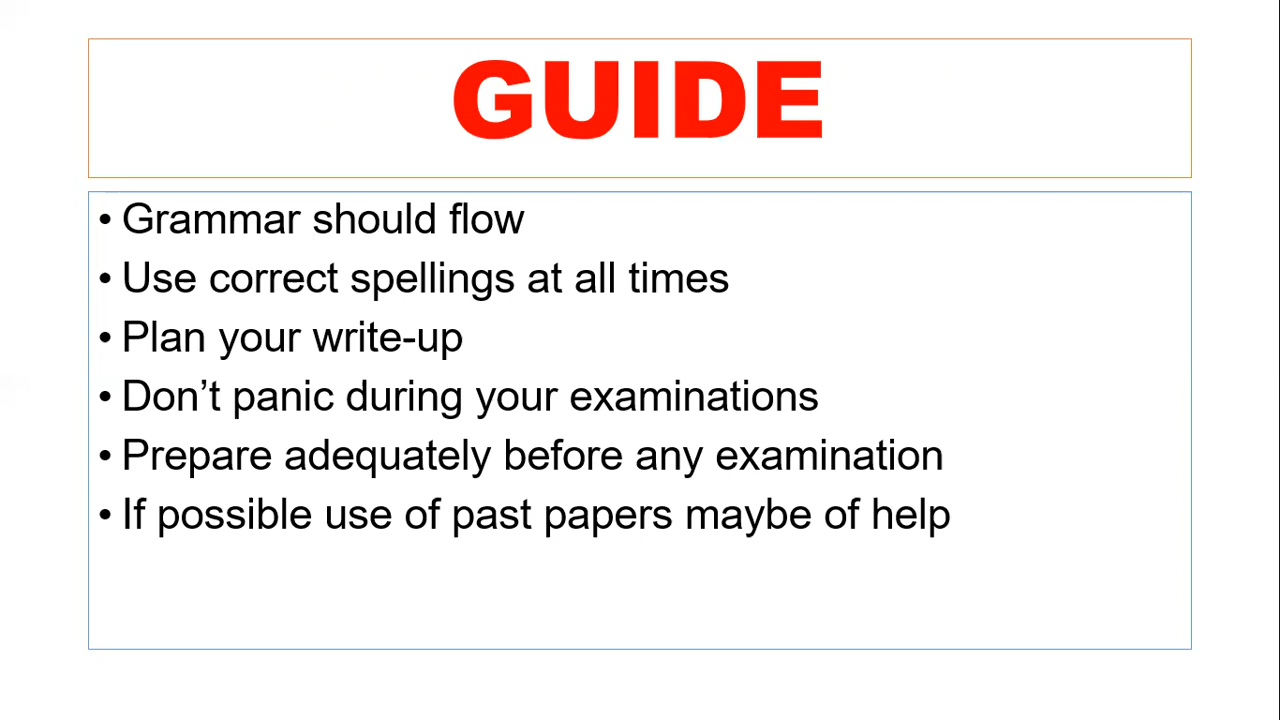 GUIDE
• Grammar should flow
• Use correct spellings at all times
• Plan your write-up
• Don’t panic during your examinations
• Prepare adequately before any examination
• If possible use of past papers maybe of help